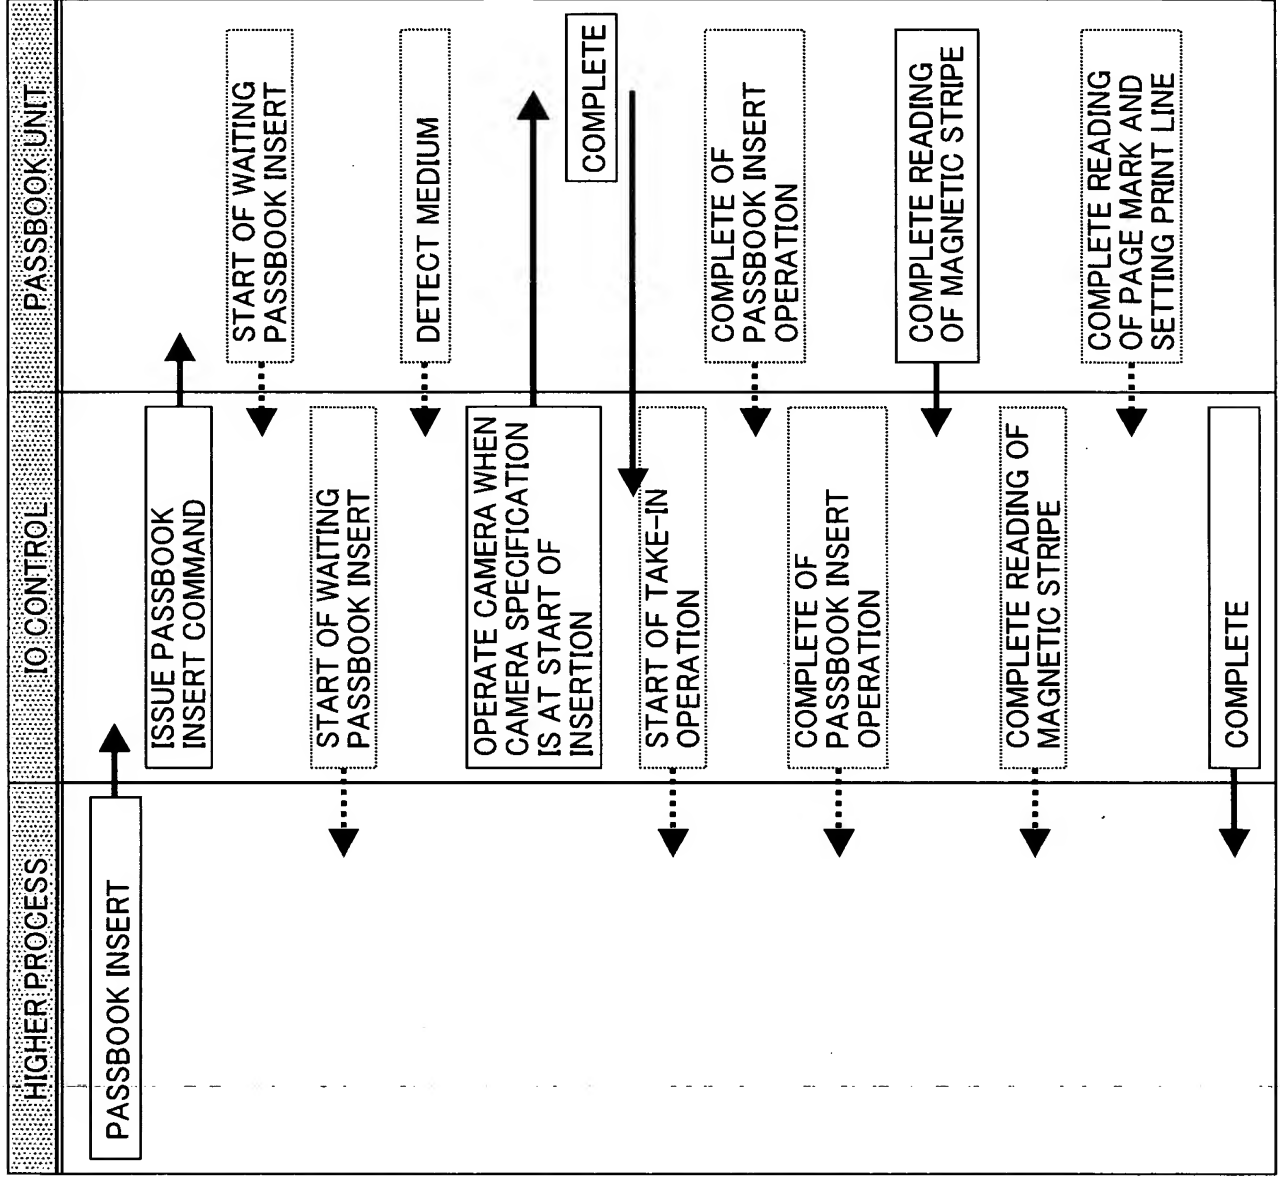 HIGHER PROCESS
IO CONTROL
PASSBOOK UNIT
PASSBOOK INSERT
ISSUE PASSBOOK
INSERT COMMAND
START OF WAITING
PASSBOOK INSERT
START OF WAITING
PASSBOOK INSERT
DETECT MEDIUM
OPERATE CAMERA WHEN
CAMERA SPECIFICATION
IS AT START OF
INSERTION
COMPLETE
START OF TAKE-IN
OPERATION
COMPLETE OF
PASSBOOK INSERT
OPERATION
COMPLETE OF
PASSBOOK INSERT
OPERATION
COMPLETE READING
OF MAGNETIC STRIPE
COMPLETE READING OF
MAGNETIC STRIPE
COMPLETE READING
OF PAGE MARK AND
SETTING PRINT LINE
COMPLETE